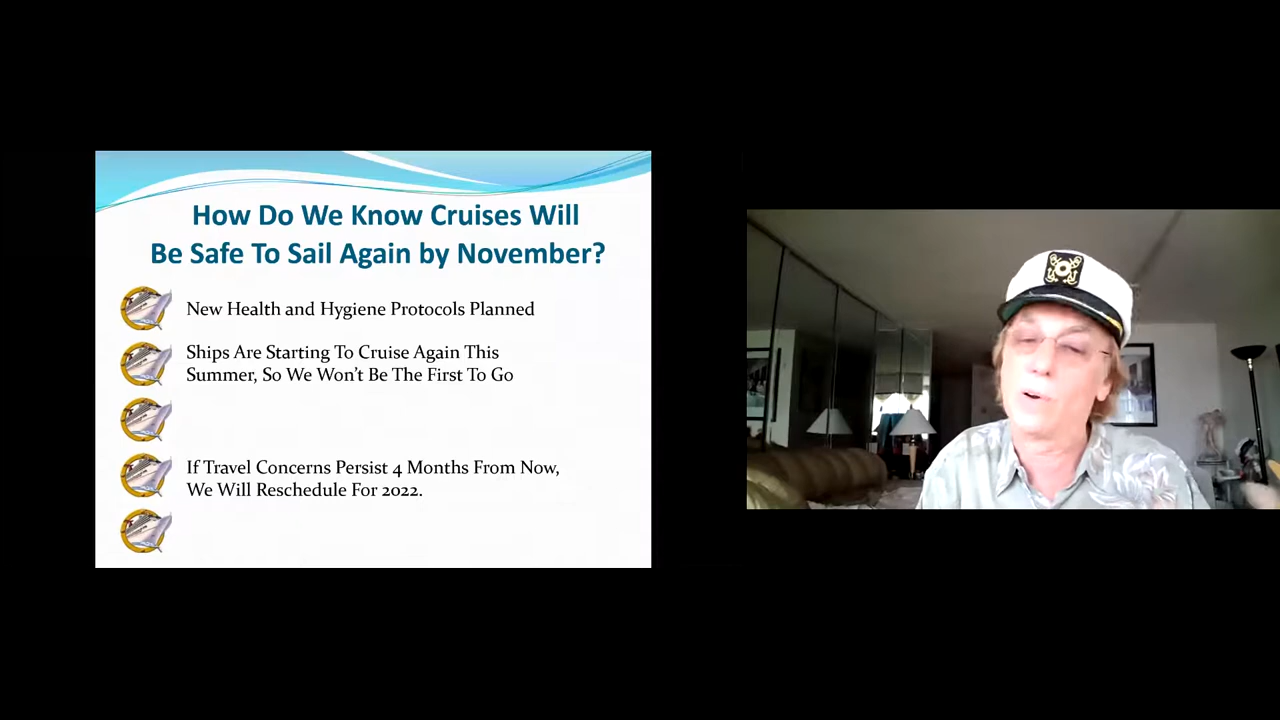 How Do We Know Cruises Will
Be Safe To Sail Again by November?
New Health and Hygiene Protocols Planned
Ships Are Starting To Cruise Again This
Summer, So We Won't Be The First To Go
If Travel Concerns Persist 4 Months From Now,
We Will Reschedule For 2022.